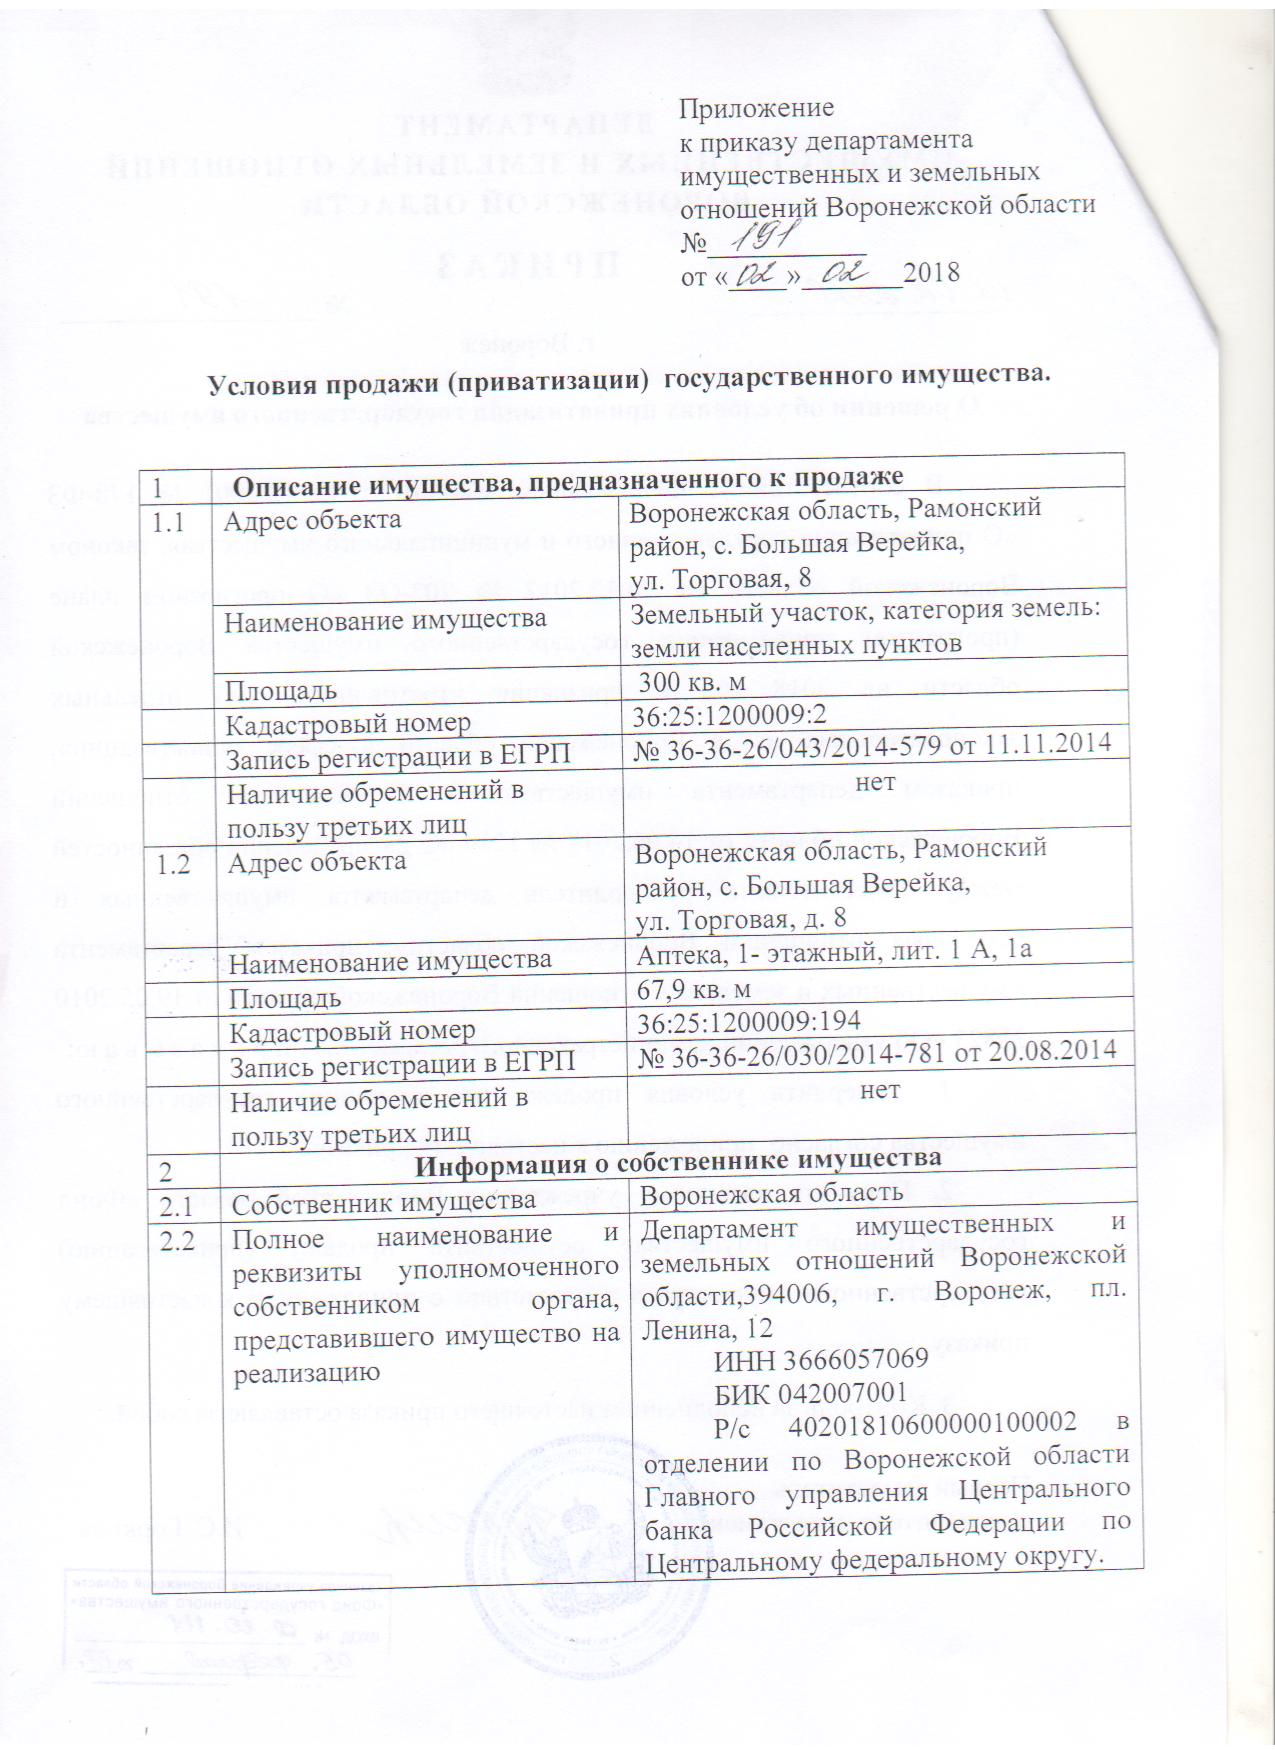 Приложение
к приказу департамента
имущественных и земельных
отношений Воронежской области
№ 191
от «02» 02 2018
Условия продажи (приватизации) государственного имущества.
1 Описание имущества, предназначенного к продаже
1.1 Адрес объекта Воронежская область, Рамонский
район, с. Большая Верейка,
ул. Торговая, 8
Наименование имущества Земельный участок, категория земель:
земли населенных пунктов
Площадь 300 кв. м
Кадастровый номер 36:25:1200009:2
Запись регистрации в ЕГРП № 36-36-26/043/2014-579 от 11.11.2014
Наличие обременений в нет
пользу третьих лиц
1.2 Адрес объекта Воронежская область, Рамонский
район, с. Большая Верейка,
ул. Торговая, д. 8
Наименование имущества Аптека, 1- этажный, лит. 1 А, 1а
Площадь 67,9 кв. м
Кадастровый номер 36:25:1200009:194
Запись регистрации в ЕГРП № 36-36-26/030/2014-781 от 20.08.2014
Наличие обременений в нет
пользу третьих лиц
2 Информация о собственнике имущества
2.1 Собственник имущества Воронежская область
2.2 Полное наименование и Департамент имущественных и
реквизиты уполномоченного земельных отношений Воронежской
собственником органа, области,394006, г. Воронеж, пл.
представившего имущество на Ленина, 12
реализацию ИНН 3666057069
БИК 042007001
Р/с 40201810600000100002 в
отделении по Воронежской области
Главного управления Центрального
банка Российской Федерации по
Центральному федеральному округу.